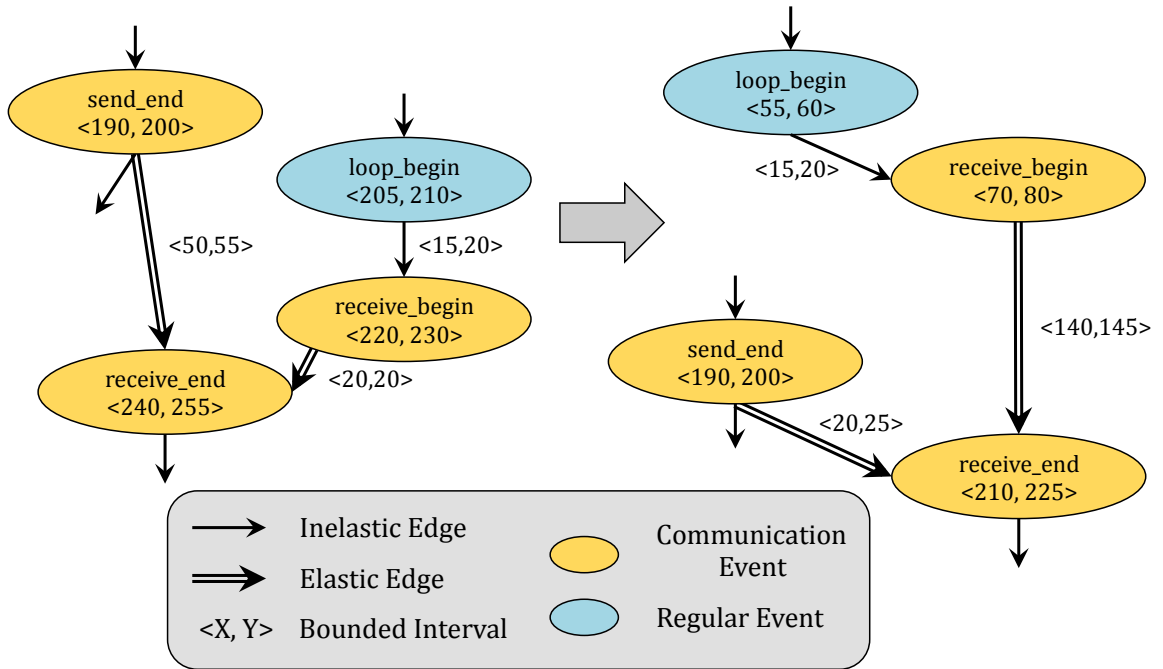 send_end
<190, 200>
loop_begin
<205, 210>
<50,55>
<15,20>
receive_begin
<220, 230>
<20,20>
receive_end
<240, 255>
loop_begin
<55, 60>
<15,20>
receive_begin
<70, 80>
<140,145>
send_end
<190, 200>
<20,25>
receive_end
<210, 225>
Inelastic Edge
Elastic Edge
<X, Y> Bounded Interval
Communication
Event
Regular Event